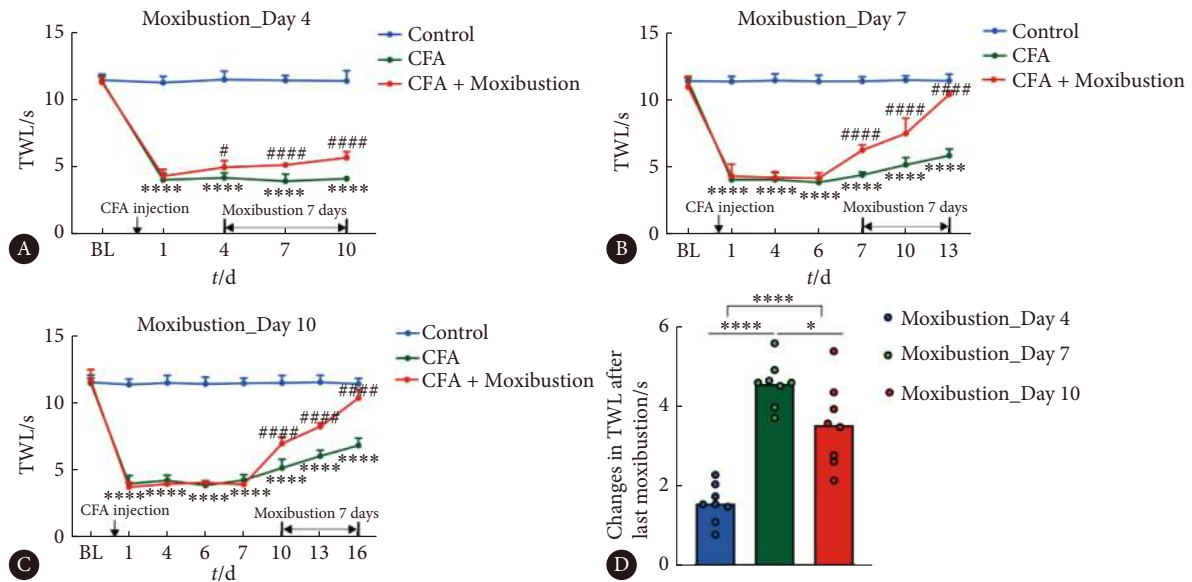 Moxibustion_Day 4
15
10
5
0
TWL/s
Control
CFA
CFA + Moxibustion
#
####
####
****
****
****
****
CFA injection
Moxibustion 7 days
BL
1
4
7
10
t/d
A
Moxibustion_Day 7
15
10
5
0
TWL/s
Control
CFA
CFA + Moxibustion
####
####
####
****
****
****
****
****
****
CFA injection
Moxibustion 7 days
BL
1
4
6
7
10
13
t/d
B
Moxibustion_Day 10
15
10
5
0
TWL/s
Control
CFA
CFA + Moxibustion
####
####
####
****
****
****
****
****
****
****
CFA injection
Moxibustion 7 days
BL
1
4
6
7
10
13
16
t/d
C
****
****
*
6
4
2
0
Changes in TWL after
last moxibustion/s
Moxibustion_Day 4
Moxibustion_Day 7
Moxibustion_Day 10
D